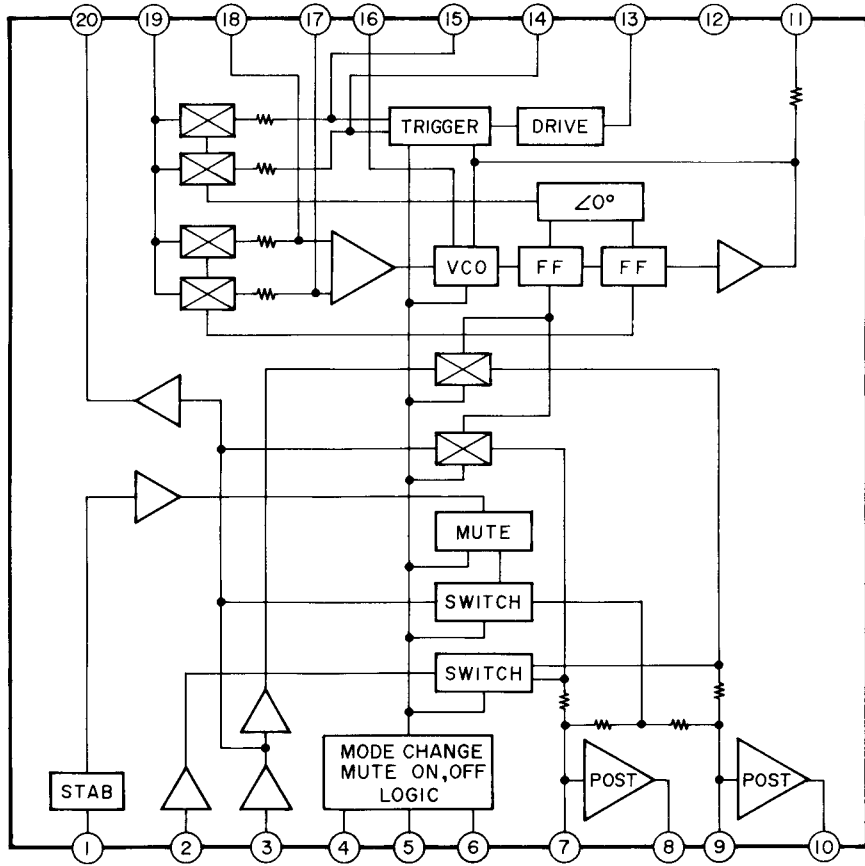 20 19 18 17 16 15 14 13 12 11
TRIGGER DRIVE
∠0°
VCO FF FF
MUTE
SWITCH
SWITCH
MODE CHANGE
MUTE ON, OFF
LOGIC
STAB
POST POST
1 2 3 4 5 6 7 8 9 10